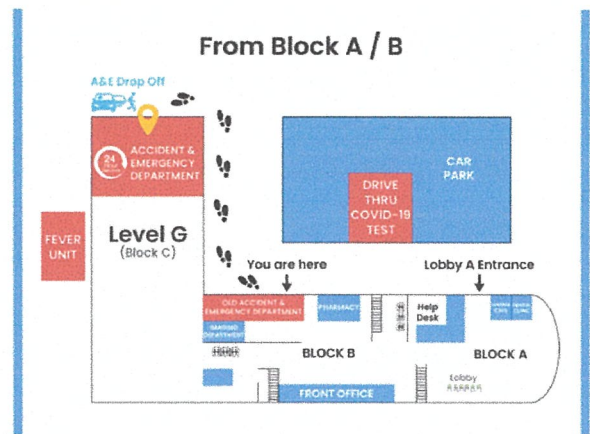 From Block A / B
A&E Drop Off
24
ACCIDENT &
EMERGENCY
DEPARTMENT
CAR
PARK
DRIVE
THRU
COVID-19
TEST
FEVER
UNIT
Level G
(Block C)
You are here
Lobby A Entrance
OLD ACCIDENT &
EMERGENCY DEPARTMENT
PHARMACY
Help
Desk
DEPARTMENT
BLOCK B
BLOCK A
Lobby
FRONT OFFICE